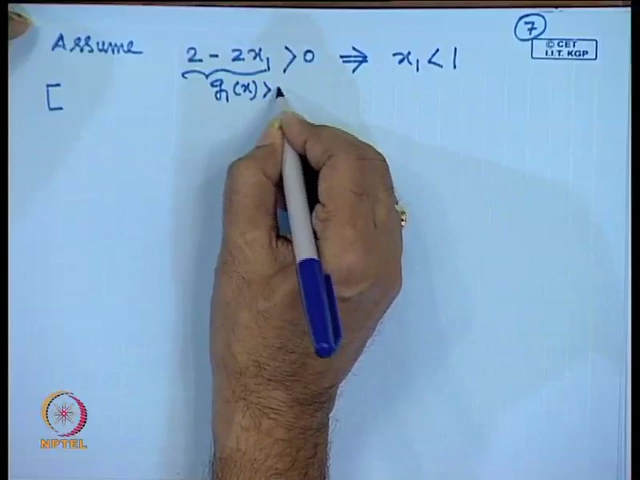 Assume 2 - 2x₁ > 0 ⇒ x₁ < 1
g₁(x) >
[
7
© CET
I.I.T. KGP
NPTEL